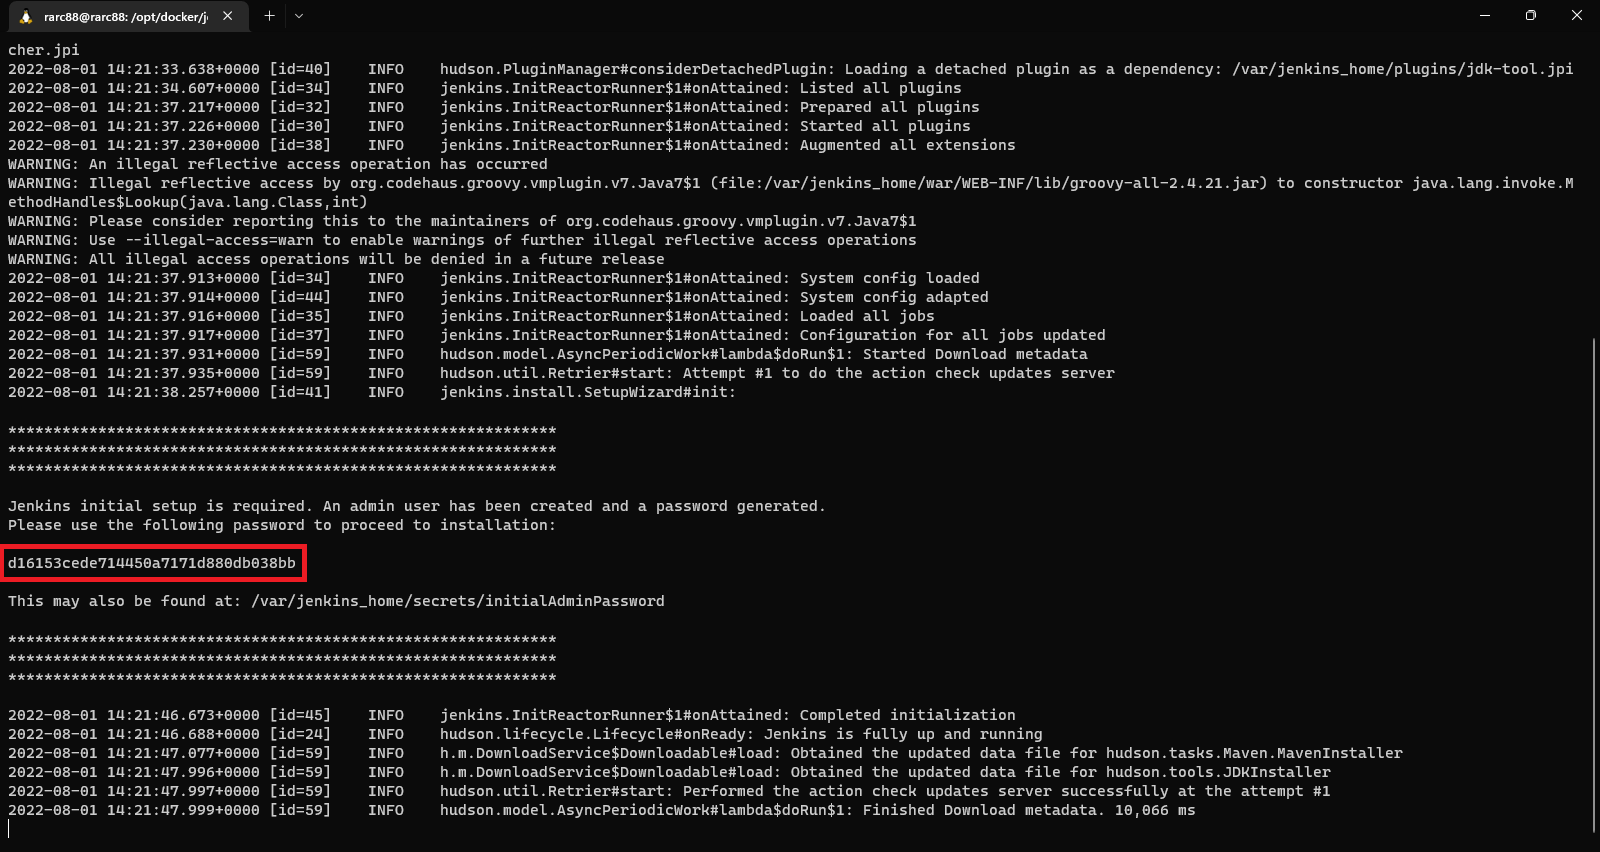 rarc88@rarc88: /opt/docker/j
cher.jpi
2022-08-01 14:21:33.638+0000 [id=40]    INFO    hudson.PluginManager#considerDetachedPlugin: Loading a detached plugin as a dependency: /var/jenkins_home/plugins/jdk-tool.jpi
2022-08-01 14:21:34.607+0000 [id=34]    INFO    jenkins.InitReactorRunner$1#onAttained: Listed all plugins
2022-08-01 14:21:37.217+0000 [id=32]    INFO    jenkins.InitReactorRunner$1#onAttained: Prepared all plugins
2022-08-01 14:21:37.226+0000 [id=30]    INFO    jenkins.InitReactorRunner$1#onAttained: Started all plugins
2022-08-01 14:21:37.230+0000 [id=38]    INFO    jenkins.InitReactorRunner$1#onAttained: Augmented all extensions
WARNING: An illegal reflective access operation has occurred
WARNING: Illegal reflective access by org.codehaus.groovy.vmplugin.v7.Java7$1 (file:/var/jenkins_home/war/WEB-INF/lib/groovy-all-2.4.21.jar) to constructor java.lang.invoke.M
ethodHandles$Lookup(java.lang.Class,int)
WARNING: Please consider reporting this to the maintainers of org.codehaus.groovy.vmplugin.v7.Java7$1
WARNING: Use --illegal-access=warn to enable warnings of further illegal reflective access operations
WARNING: All illegal access operations will be denied in a future release
2022-08-01 14:21:37.913+0000 [id=34]    INFO    jenkins.InitReactorRunner$1#onAttained: System config loaded
2022-08-01 14:21:37.914+0000 [id=44]    INFO    jenkins.InitReactorRunner$1#onAttained: System config adapted
2022-08-01 14:21:37.916+0000 [id=35]    INFO    jenkins.InitReactorRunner$1#onAttained: Loaded all jobs
2022-08-01 14:21:37.917+0000 [id=37]    INFO    jenkins.InitReactorRunner$1#onAttained: Configuration for all jobs updated
2022-08-01 14:21:37.931+0000 [id=59]    INFO    hudson.model.AsyncPeriodicWork#lambda$doRun$1: Started Download metadata
2022-08-01 14:21:37.935+0000 [id=59]    INFO    hudson.util.Retrier#start: Attempt #1 to do the action check updates server
2022-08-01 14:21:38.257+0000 [id=41]    INFO    jenkins.install.SetupWizard#init:
*************************************************************
*************************************************************
*************************************************************
Jenkins initial setup is required. An admin user has been created and a password generated.
Please use the following password to proceed to installation:
d16153cede714450a7171d880db038bb
This may also be found at: /var/jenkins_home/secrets/initialAdminPassword
*************************************************************
*************************************************************
*************************************************************
2022-08-01 14:21:46.673+0000 [id=45]    INFO    jenkins.InitReactorRunner$1#onAttained: Completed initialization
2022-08-01 14:21:46.688+0000 [id=24]    INFO    hudson.lifecycle.Lifecycle#onReady: Jenkins is fully up and running
2022-08-01 14:21:47.077+0000 [id=59]    INFO    h.m.DownloadService$Downloadable#load: Obtained the updated data file for hudson.tasks.Maven.MavenInstaller
2022-08-01 14:21:47.996+0000 [id=59]    INFO    h.m.DownloadService$Downloadable#load: Obtained the updated data file for hudson.tools.JDKInstaller
2022-08-01 14:21:47.997+0000 [id=59]    INFO    hudson.util.Retrier#start: Performed the action check updates server successfully at the attempt #1
2022-08-01 14:21:47.999+0000 [id=59]    INFO    hudson.model.AsyncPeriodicWork#lambda$doRun$1: Finished Download metadata. 10,066 ms